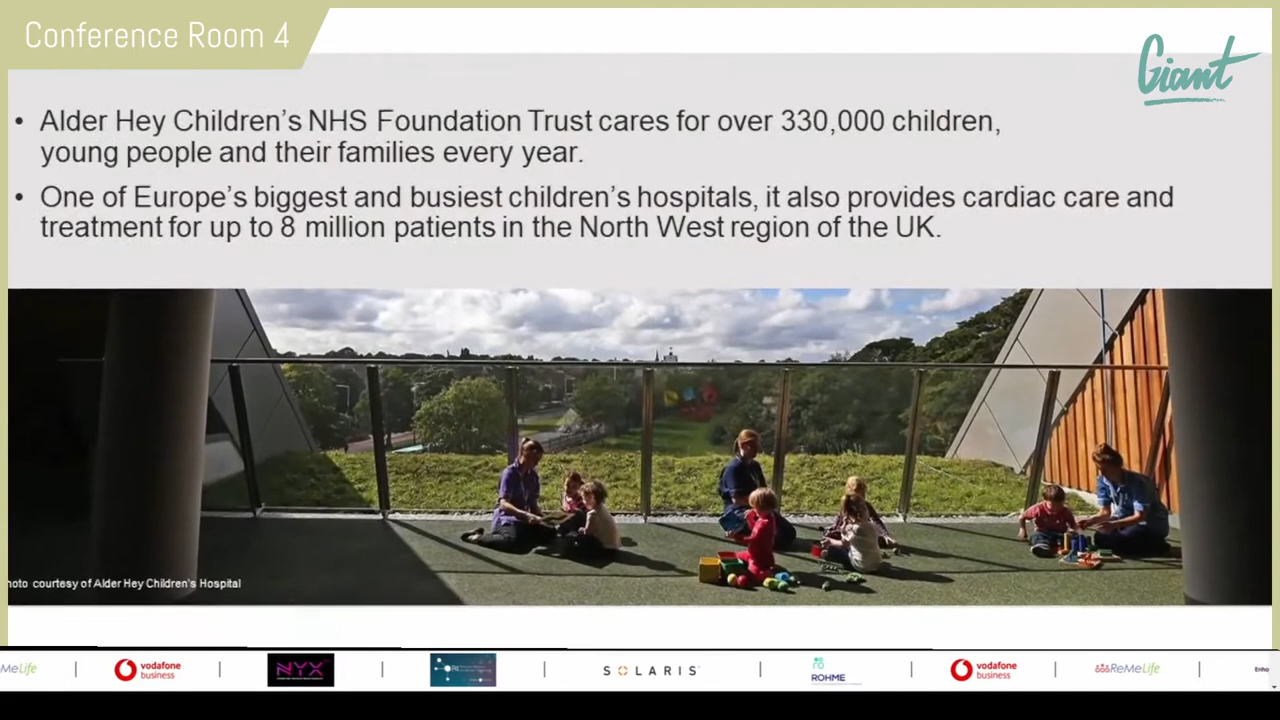 Conference Room 4
Giant
• Alder Hey Children's NHS Foundation Trust cares for over 330,000 children,
young people and their families every year.
• One of Europe's biggest and busiest children's hospitals, it also provides cardiac care and
treatment for up to 8 million patients in the North West region of the UK.
hoto courtesy of Alder Hey Children's Hospital
MeLife | vodafone business | NYX | | SOLARIS | ROHME | vodafone business | ReMeLife |